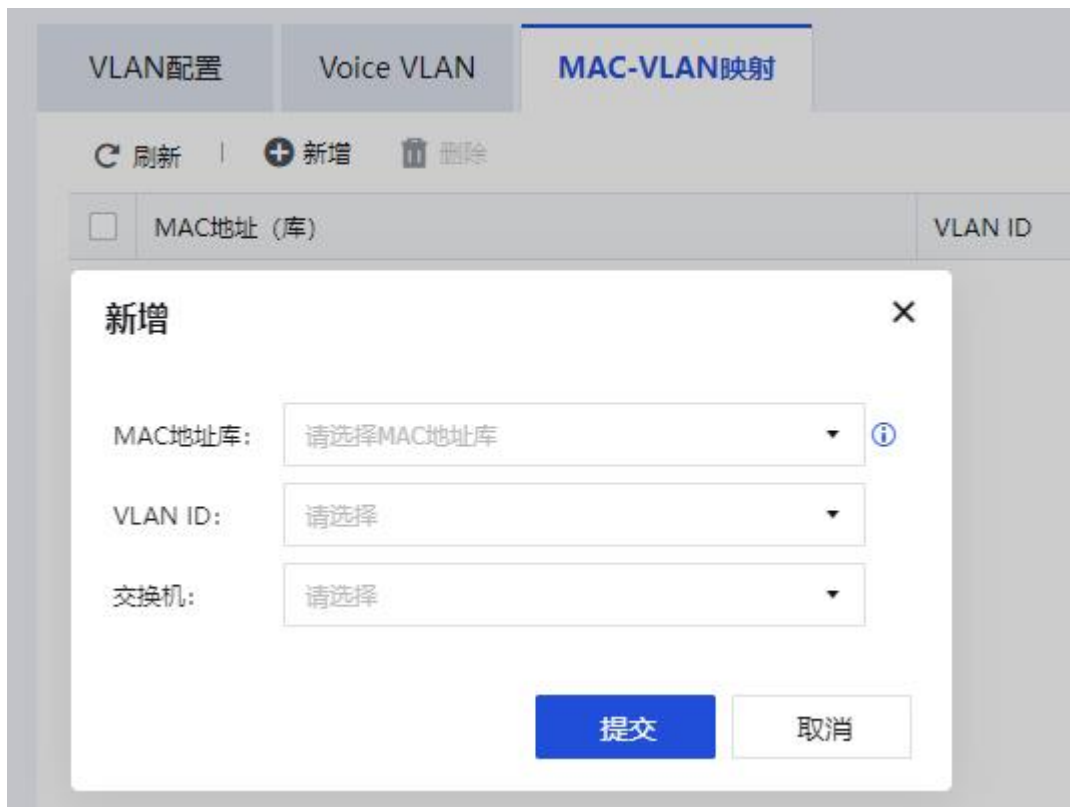 VLAN配置 Voice VLAN MAC-VLAN映射
刷新 新增 删除
MAC地址（库） VLAN ID
新增
MAC地址库: 请选择MAC地址库
VLAN ID: 请选择
交换机: 请选择
提交 取消